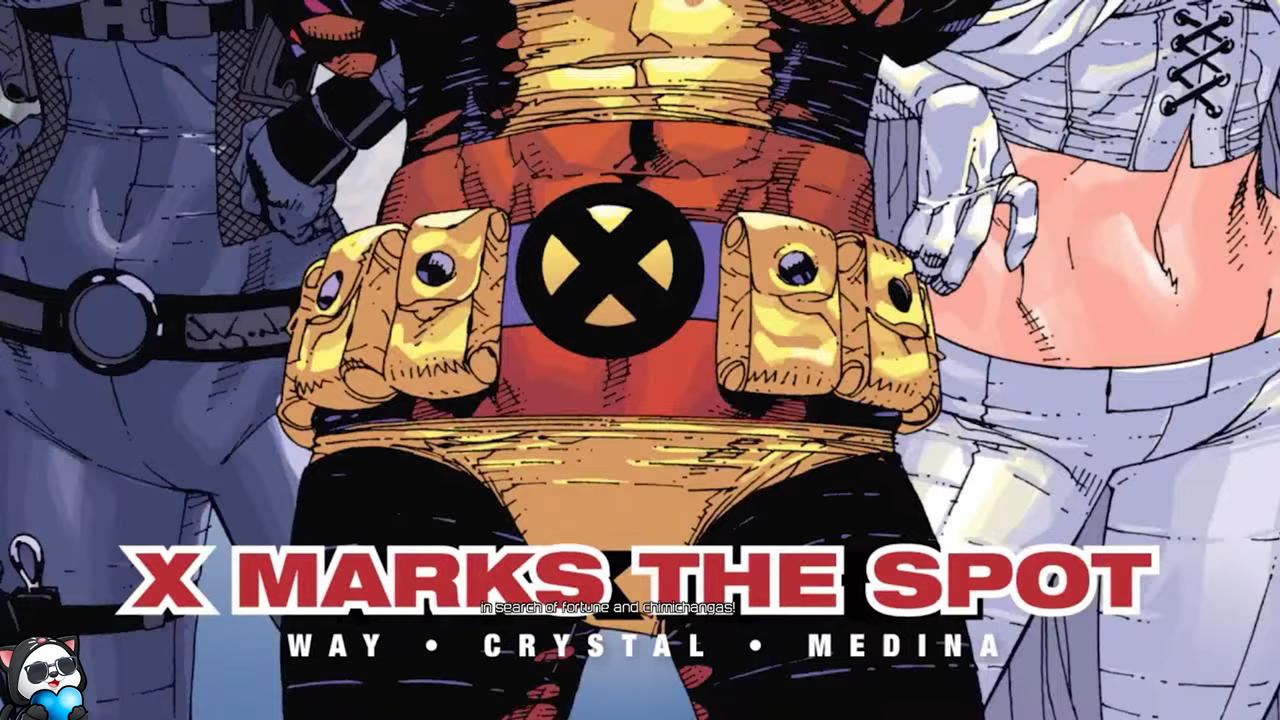 X MARKS THE SPOT
in search of fortune and chimichangas!
WAY • CRYSTAL • MEDINA